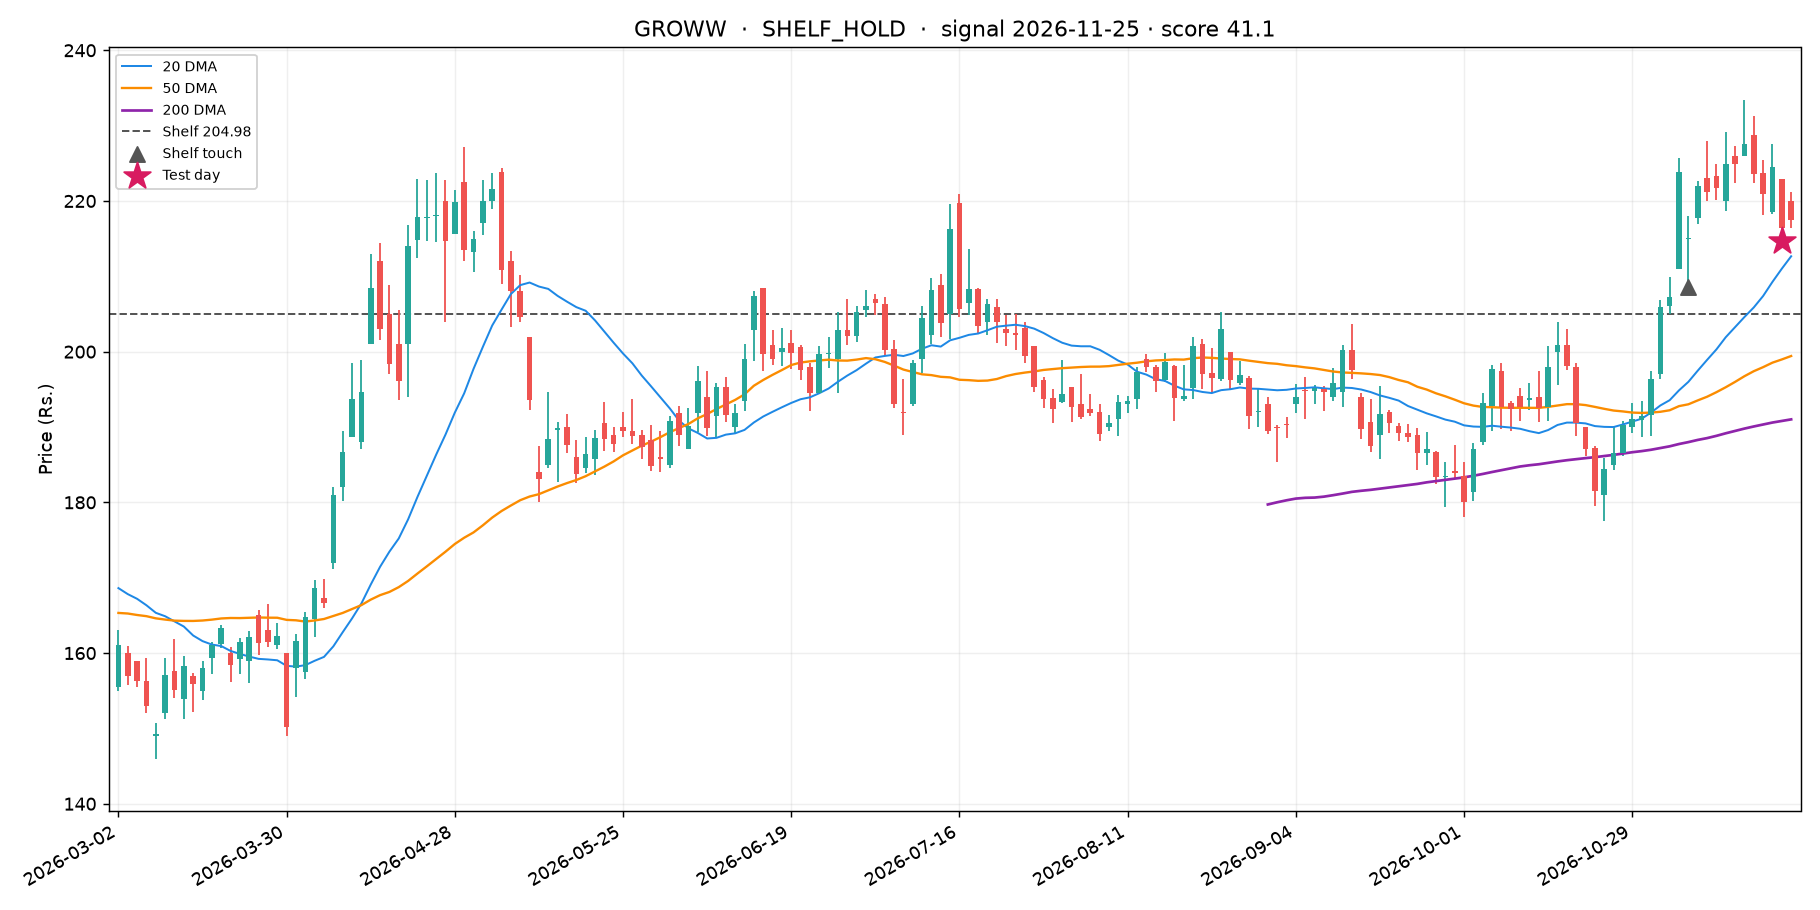 GROWW · SHELF_HOLD · signal 2026-11-25 · score 41.1
20 DMA
50 DMA
200 DMA
Shelf 204.98
Shelf touch
Test day
Price (Rs.)
240
220
200
180
160
140
2026-03-02
2026-03-30
2026-04-28
2026-05-25
2026-06-19
2026-07-16
2026-08-11
2026-09-04
2026-10-01
2026-10-29